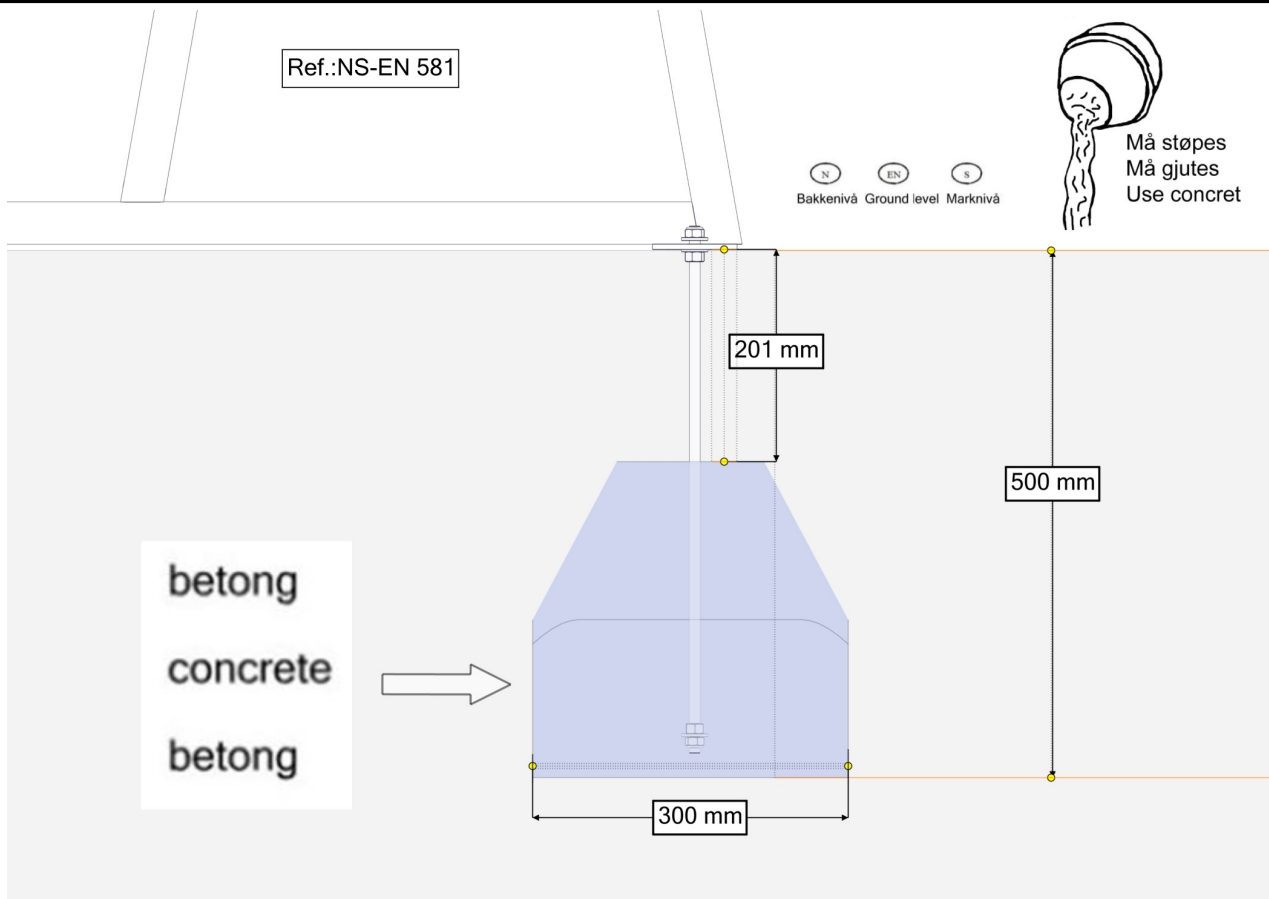 Ref.:NS-EN 581
Må støpes
Må gjutes
Use concret
N EN S
Bakkenivå Ground level Marknivå
201 mm
500 mm
betong
concrete
betong
300 mm